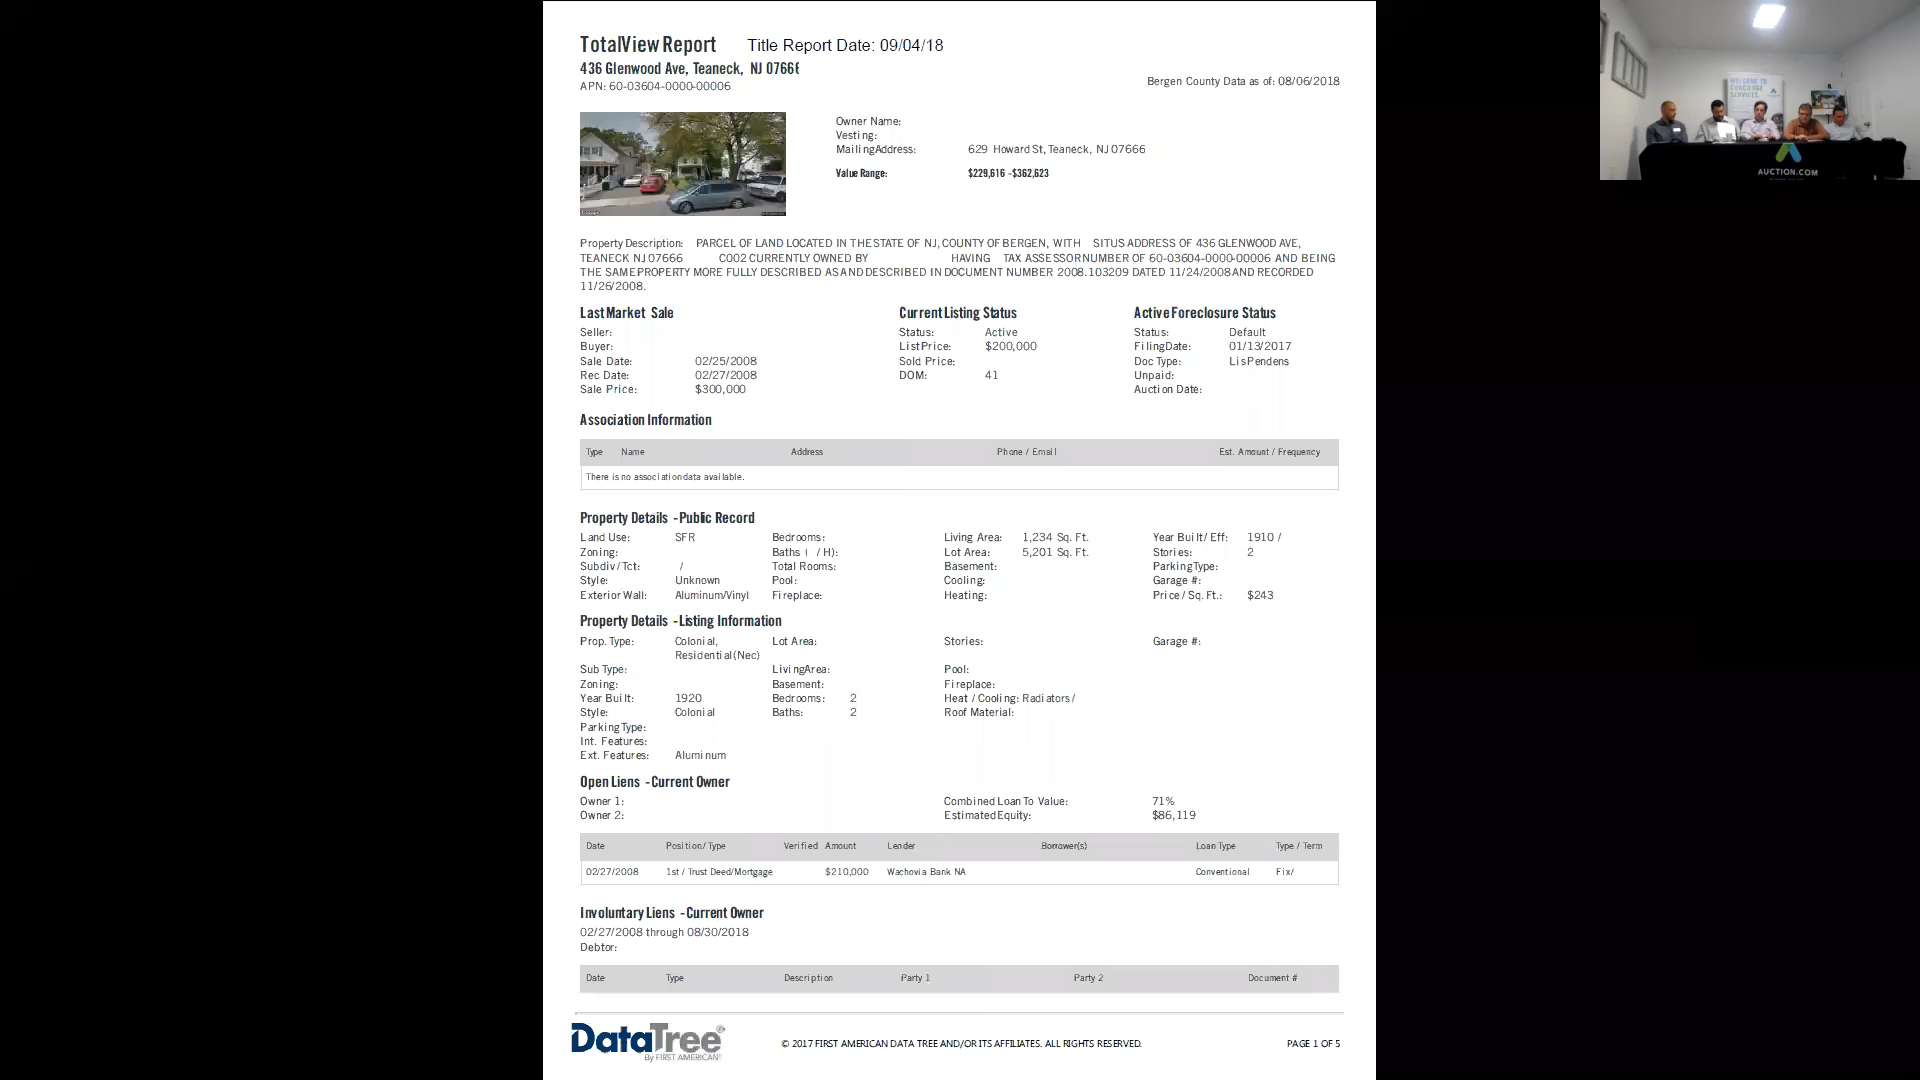 TotalView Report Title Report Date: 09/04/18
436 Glenwood Ave, Teaneck, NJ 07666
APN: 60-03604-0000-00006
Bergen County Data as of: 08/06/2018
Owner Name:
Vesting:
Mailing Address: 629 Howard St, Teaneck, NJ 07666
Value Range: $229,616 - $362,623
Property Description: PARCEL OF LAND LOCATED IN THE STATE OF NJ, COUNTY OF BERGEN, WITH SITUS ADDRESS OF 436 GLENWOOD AVE,
TEANECK NJ 07666 C002 CURRENTLY OWNED BY HAVING TAX ASSESSOR NUMBER OF 60-03604-0000-00006 AND BEING
THE SAME PROPERTY MORE FULLY DESCRIBED AS AND DESCRIBED IN DOCUMENT NUMBER 2008.103209 DATED 11/24/2008 AND RECORDED
11/26/2008.
Last Market Sale Current Listing Status Active Foreclosure Status
Seller: Status: Active Status: Default
Buyer: List Price: $200,000 Filing Date: 01/13/2017
Sale Date: 02/25/2008 Sold Price: Doc Type: Lis Pendens
Rec Date: 02/27/2008 DOM: 41 Unpaid:
Sale Price: $300,000 Auction Date:
Association Information
Type Name Address Phone / Email Est. Amount / Frequency
There is no association data available.
Property Details - Public Record
Land Use: SFR Bedrooms: Living Area: 1,234 Sq. Ft. Year Built / Eff: 1910 /
Zoning: Baths ( / H): Lot Area: 5,201 Sq. Ft. Stories: 2
Subdiv / Tct: / Total Rooms: Basement: Parking Type:
Style: Unknown Pool: Cooling: Garage #:
Exterior Wall: Aluminum/Vinyl Fireplace: Heating: Price / Sq. Ft.: $243
Property Details - Listing Information
Prop. Type: Colonial, Lot Area: Stories: Garage #:
Residential (Nec)
Sub Type: Living Area: Pool:
Zoning: Basement: Fireplace:
Year Built: 1920 Bedrooms: 2 Heat / Cooling: Radiators /
Style: Colonial Baths: 2 Roof Material:
Parking Type:
Int. Features:
Ext. Features: Aluminum
Open Liens - Current Owner
Owner 1: Combined Loan To Value: 71%
Owner 2: Estimated Equity: $86,119
Date Position / Type Verified Amount Lender Borrower(s) Loan Type Type / Term
02/27/2008 1st / Trust Deed/Mortgage $210,000 Wachovia Bank NA Conventional Fix/
Involuntary Liens - Current Owner
02/27/2008 through 08/30/2018
Debtor:
Date Type Description Party 1 Party 2 Document #
DataTree®
By FIRST AMERICAN®
© 2017 FIRST AMERICAN DATA TREE AND/OR ITS AFFILIATES. ALL RIGHTS RESERVED. PAGE 1 OF 5
WELCOME TO
CONCIERGE
SERVICES.
AUCTION.COM